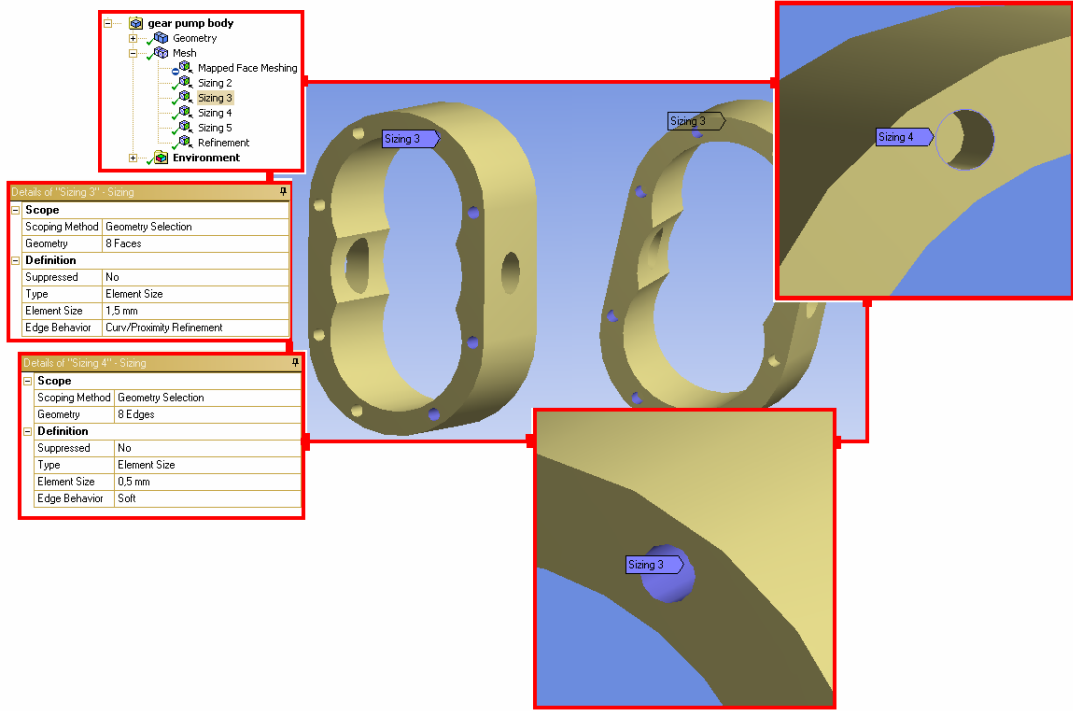 gear pump body
Geometry
Mesh
Mapped Face Meshing
Sizing 2
Sizing 3
Sizing 4
Sizing 5
Refinement
Environment
Details of "Sizing 3" - Sizing
Scope
Scoping Method Geometry Selection
Geometry 8 Faces
Definition
Suppressed No
Type Element Size
Element Size 1,5 mm
Edge Behavior Curv/Proximity Refinement
Details of "Sizing 4" - Sizing
Scope
Scoping Method Geometry Selection
Geometry 8 Edges
Definition
Suppressed No
Type Element Size
Element Size 0,5 mm
Edge Behavior Soft
Sizing 3
Sizing 3
Sizing 4
Sizing 3